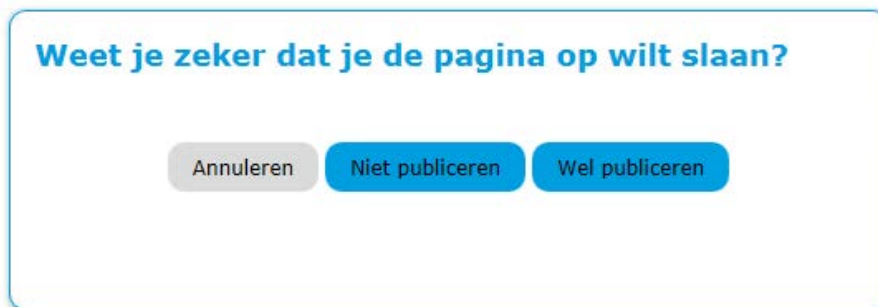 Weet je zeker dat je de pagina op wilt slaan?
Annuleren Niet publiceren Wel publiceren